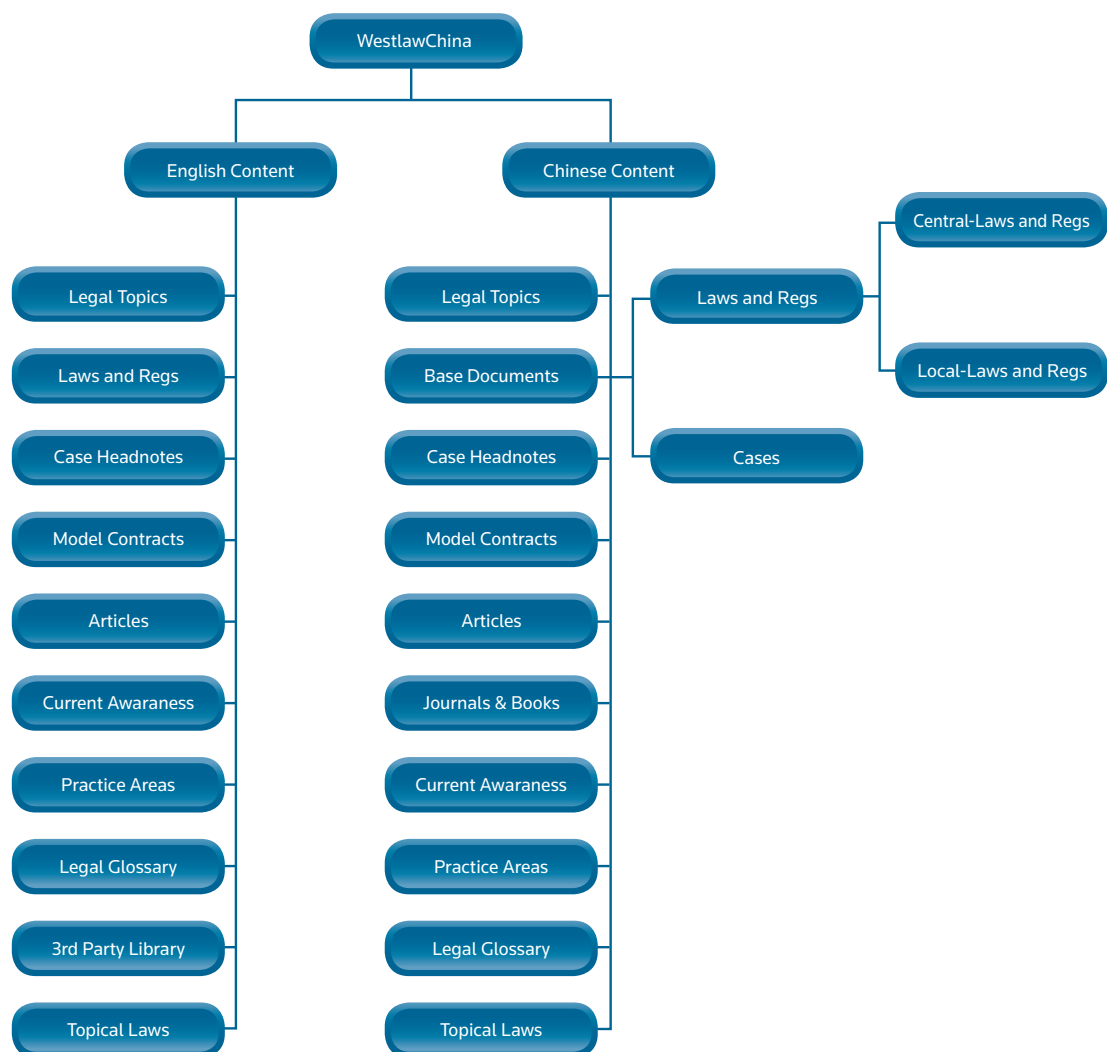 WestlawChina
English Content
Chinese Content
Central-Laws and Regs
Legal Topics
Legal Topics
Laws and Regs
Laws and Regs
Base Documents
Local-Laws and Regs
Case Headnotes
Case Headnotes
Cases
Model Contracts
Model Contracts
Articles
Articles
Current Awaraness
Journals & Books
Practice Areas
Current Awaraness
Legal Glossary
Practice Areas
3rd Party Library
Legal Glossary
Topical Laws
Topical Laws